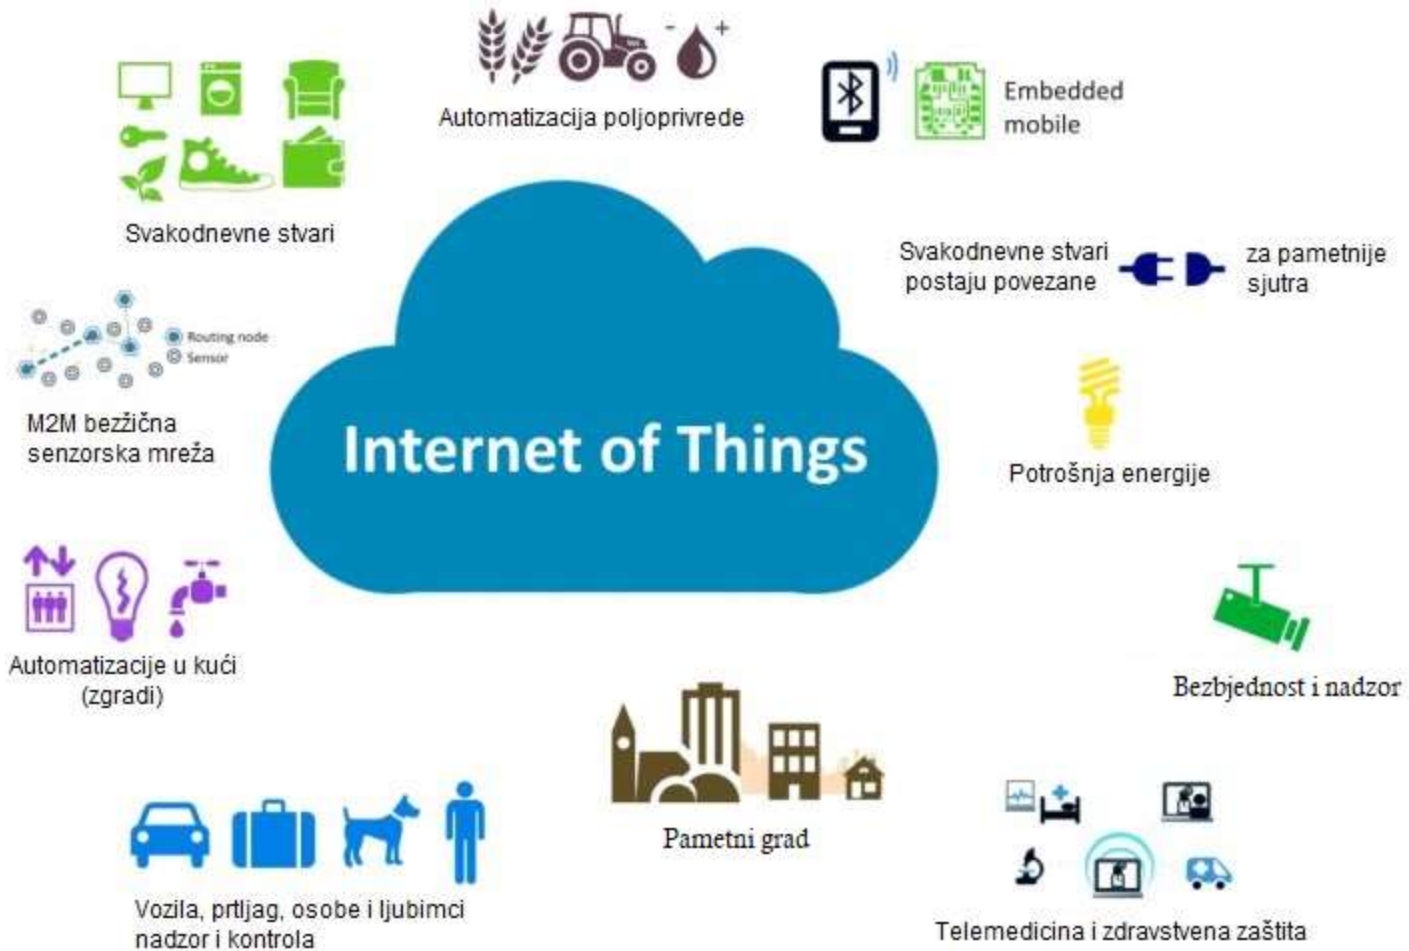 Automatizacija poljoprivrede
Embedded
mobile
Svakodnevne stvari
Svakodnevne stvari
postaju povezane
za pametnije
sjutra
Routing node
Sensor
M2M bezžična
senzorska mreža
Internet of Things
Potrošnja energije
Automatizacije u kući
(zgradi)
Bezbjednost i nadzor
Pametni grad
Vozila, prtljag, osobe i ljubimci
nadzor i kontrola
Telemedicina i zdravstvena zaštita